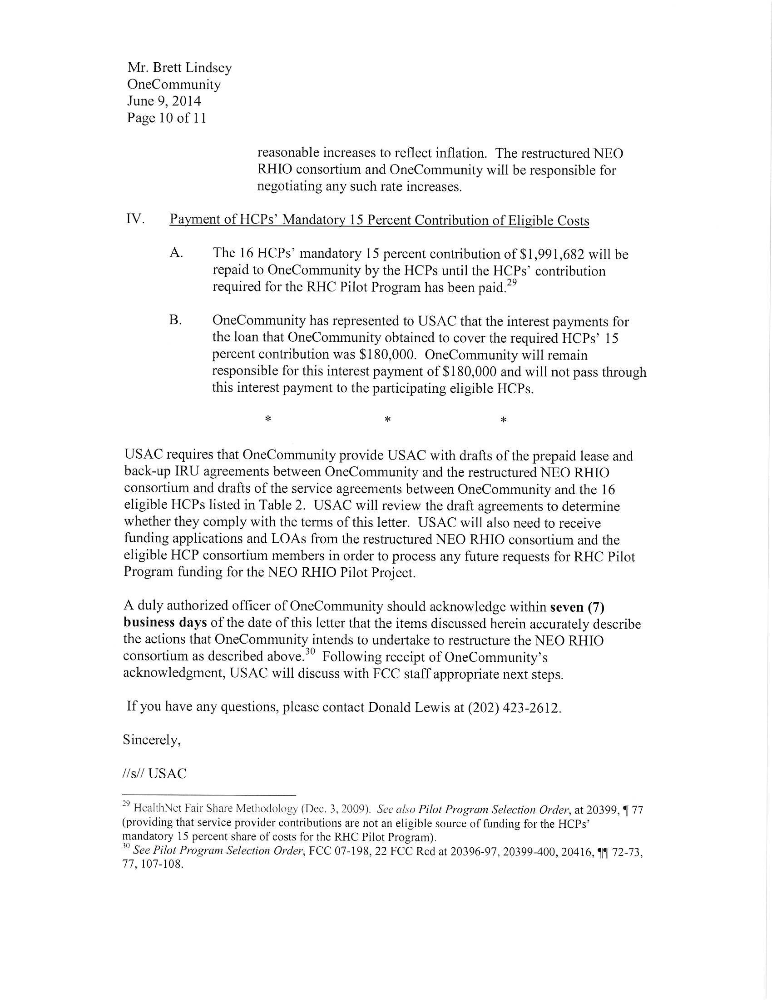 Mr. Brett Lindsey
OneCommunity
June 9, 2014
Page 10 of 11
reasonable increases to reflect inflation.  The restructured NEO
RHIO consortium and OneCommunity will be responsible for
negotiating any such rate increases.
IV. Payment of HCPs’ Mandatory 15 Percent Contribution of Eligible Costs
A. The 16 HCPs’ mandatory 15 percent contribution of $1,991,682 will be
repaid to OneCommunity by the HCPs until the HCPs’ contribution
required for the RHC Pilot Program has been paid.29
B. OneCommunity has represented to USAC that the interest payments for
the loan that OneCommunity obtained to cover the required HCPs’ 15
percent contribution was $180,000.  OneCommunity will remain
responsible for this interest payment of $180,000 and will not pass through
this interest payment to the participating eligible HCPs.
* * *
USAC requires that OneCommunity provide USAC with drafts of the prepaid lease and
back-up IRU agreements between OneCommunity and the restructured NEO RHIO
consortium and drafts of the service agreements between OneCommunity and the 16
eligible HCPs listed in Table 2.  USAC will review the draft agreements to determine
whether they comply with the terms of this letter.  USAC will also need to receive
funding applications and LOAs from the restructured NEO RHIO consortium and the
eligible HCP consortium members in order to process any future requests for RHC Pilot
Program funding for the NEO RHIO Pilot Project.
A duly authorized officer of OneCommunity should acknowledge within seven (7)
business days of the date of this letter that the items discussed herein accurately describe
the actions that OneCommunity intends to undertake to restructure the NEO RHIO
consortium as described above.30  Following receipt of OneCommunity’s
acknowledgment, USAC will discuss with FCC staff appropriate next steps.
If you have any questions, please contact Donald Lewis at (202) 423-2612.
Sincerely,
//s// USAC
29 HealthNet Fair Share Methodology (Dec. 3, 2009).  See also Pilot Program Selection Order, at 20399, ¶ 77
(providing that service provider contributions are not an eligible source of funding for the HCPs’
mandatory 15 percent share of costs for the RHC Pilot Program).
30 See Pilot Program Selection Order, FCC 07-198, 22 FCC Rcd at 20396-97, 20399-400, 20416, ¶¶ 72-73,
77, 107-108.